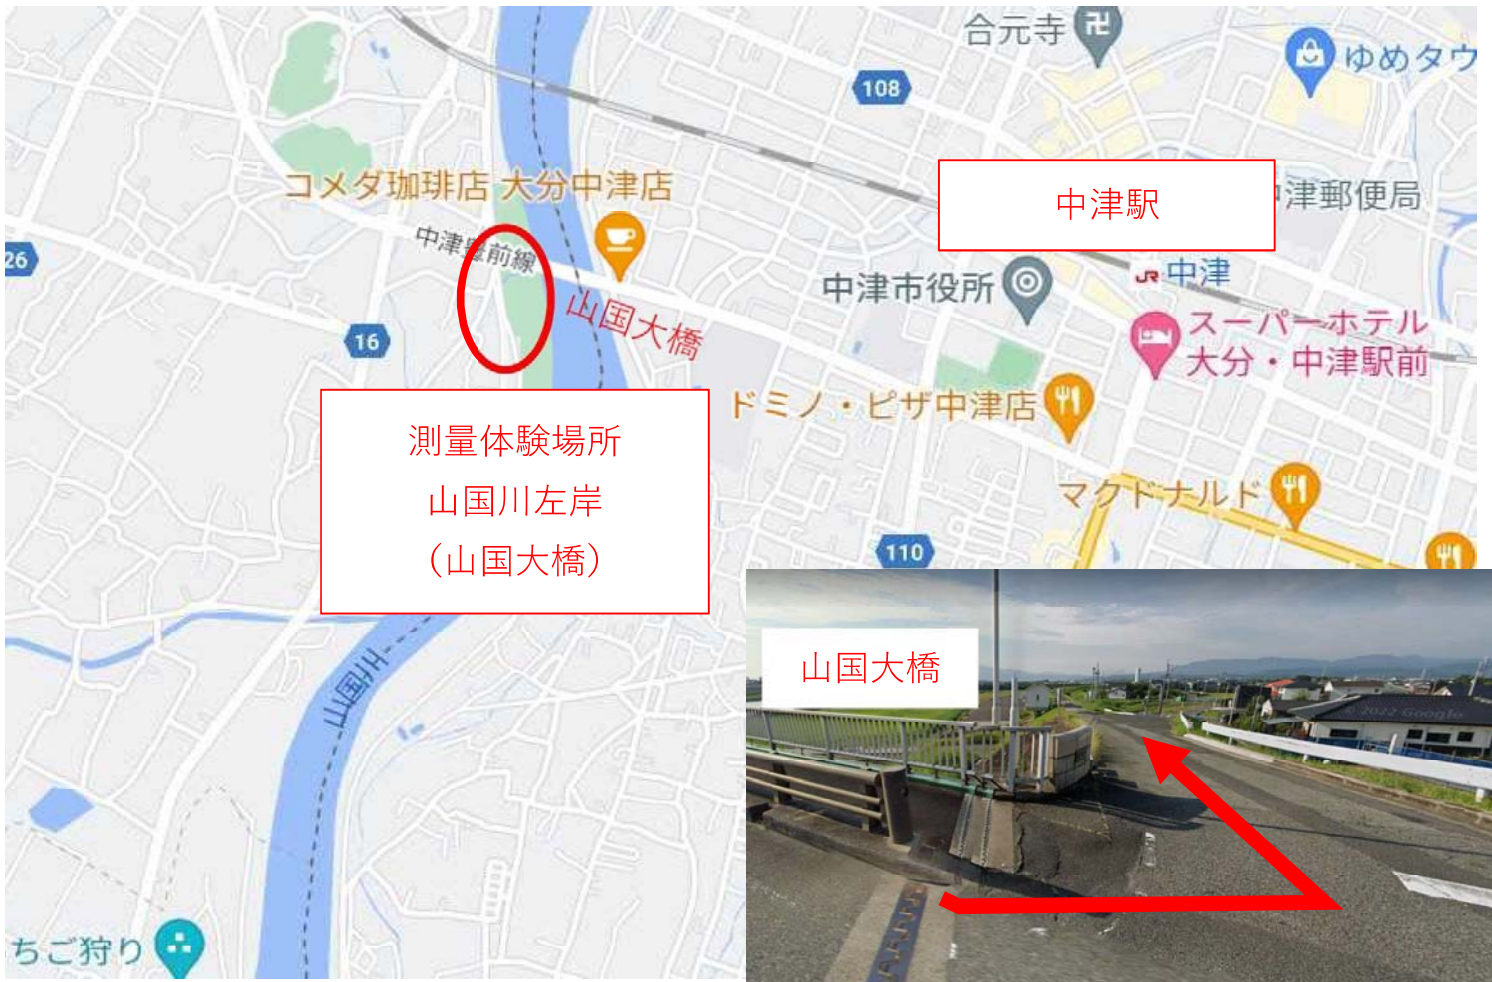 合元寺
ゆめタウ
108
コメダ珈琲店 大分中津店
中津駅
津郵便局
中津豊前線
26
中津市役所
JR 中津
山国大橋
16
スーパーホテル
大分・中津駅前
ドミノ・ピザ中津店
測量体験場所
山国川左岸
（山国大橋）
マクドナルド
110
山国川
山国大橋
© 2022 Google
ちご狩り